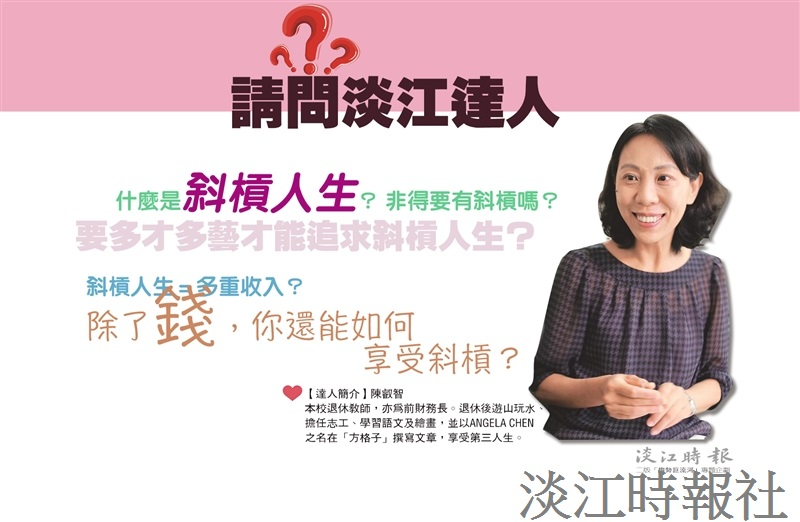 請問淡江達人
什麼是斜槓人生？非得要有斜槓嗎？
要多才多藝才能追求斜槓人生？
斜槓人生＝多重收入？
除了錢，你還能如何
享受斜槓？
【達人簡介】陳叡智
本校退休教師，亦為前財務長。退休後遊山玩水、
擔任志工、學習語文及繪畫，並以ANGELA CHEN
之名在「方格子」撰寫文章，享受第三人生。
淡江時報
淡江時報社